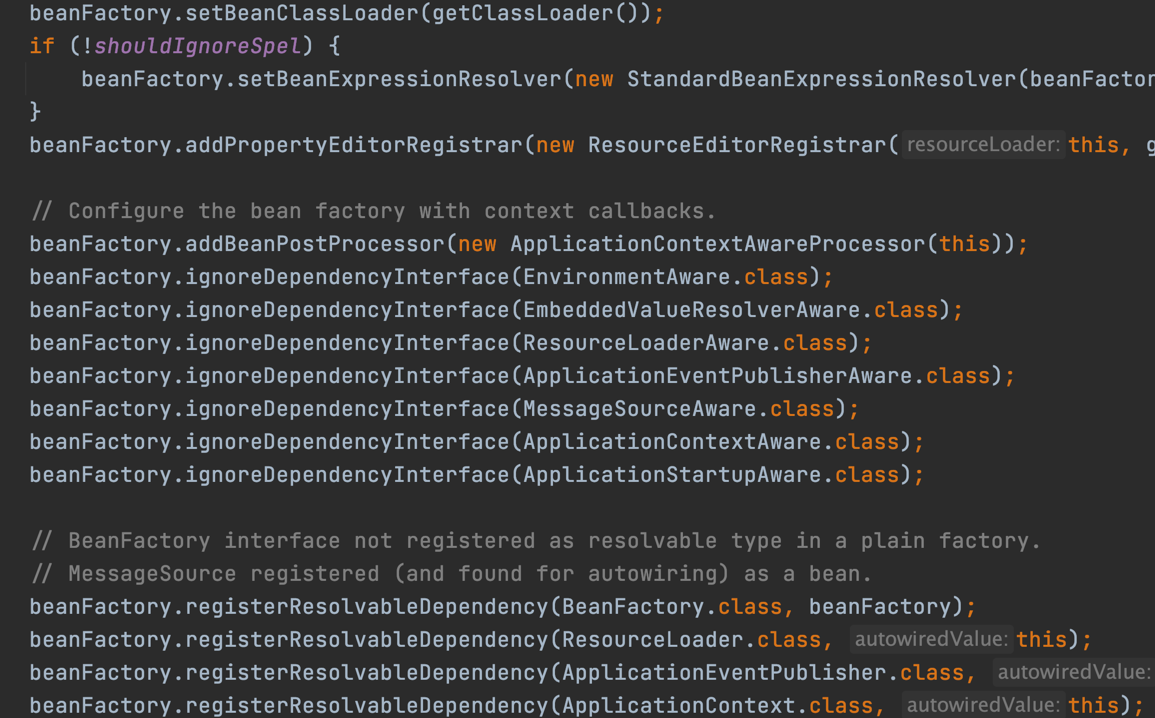 beanFactory.setBeanClassLoader(getClassLoader());
if (!shouldIgnoreSpel) {
    beanFactory.setBeanExpressionResolver(new StandardBeanExpressionResolver(beanFactor
}
beanFactory.addPropertyEditorRegistrar(new ResourceEditorRegistrar( resourceLoader: this, g
// Configure the bean factory with context callbacks.
beanFactory.addBeanPostProcessor(new ApplicationContextAwareProcessor(this));
beanFactory.ignoreDependencyInterface(EnvironmentAware.class);
beanFactory.ignoreDependencyInterface(EmbeddedValueResolverAware.class);
beanFactory.ignoreDependencyInterface(ResourceLoaderAware.class);
beanFactory.ignoreDependencyInterface(ApplicationEventPublisherAware.class);
beanFactory.ignoreDependencyInterface(MessageSourceAware.class);
beanFactory.ignoreDependencyInterface(ApplicationContextAware.class);
beanFactory.ignoreDependencyInterface(ApplicationStartupAware.class);
// BeanFactory interface not registered as resolvable type in a plain factory.
// MessageSource registered (and found for autowiring) as a bean.
beanFactory.registerResolvableDependency(BeanFactory.class, beanFactory);
beanFactory.registerResolvableDependency(ResourceLoader.class, autowiredValue: this);
beanFactory.registerResolvableDependency(ApplicationEventPublisher.class, autowiredValue:
beanFactory.registerResolvableDependency(ApplicationContext.class, autowiredValue: this);